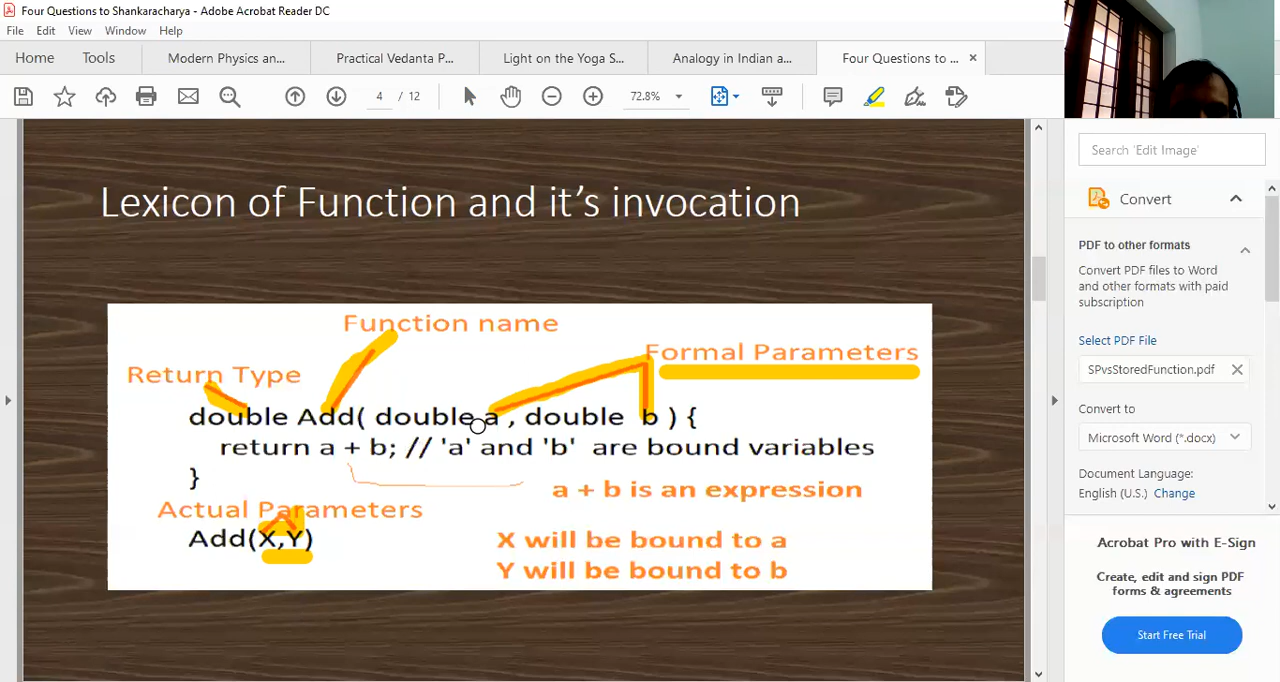 Four Questions to Shankaracharya - Adobe Acrobat Reader DC
File Edit View Window Help
Home Tools Modern Physics an... Practical Vedanta P... Light on the Yoga S... Analogy in Indian a... Four Questions to ... ×
4 / 12 72.8%
Search 'Edit Image'
Convert
PDF to other formats
Convert PDF files to Word
and other formats with paid
subscription
Select PDF File
SPvsStoredFunction.pdf
Convert to
Microsoft Word (*.docx)
Document Language:
English (U.S.) Change
Acrobat Pro with E-Sign
Create, edit and sign PDF
forms & agreements
Start Free Trial
Lexicon of Function and it's invocation
Function name
Formal Parameters
Return Type
double Add( double a , double b ) {
return a + b; // 'a' and 'b' are bound variables
}
a + b is an expression
Actual Parameters
Add(X,Y)
X will be bound to a
Y will be bound to b